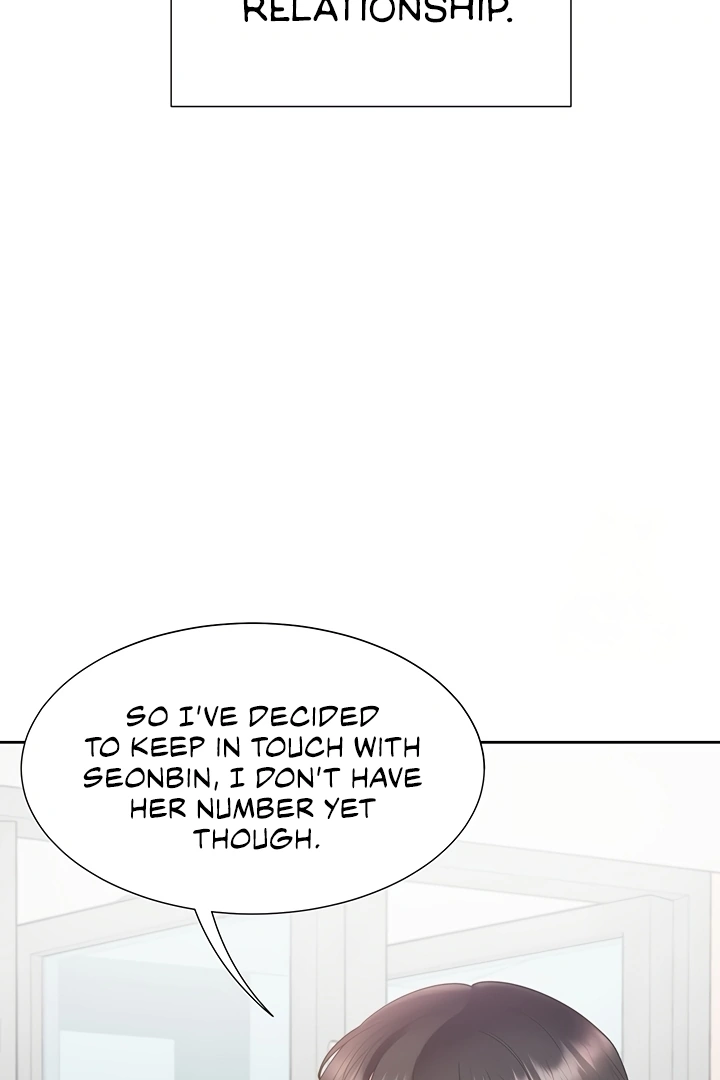 RELATIONSHIP.
SO I'VE DECIDED
TO KEEP IN TOUCH WITH
SEONBIN, I DON'T HAVE
HER NUMBER YET
THOUGH.